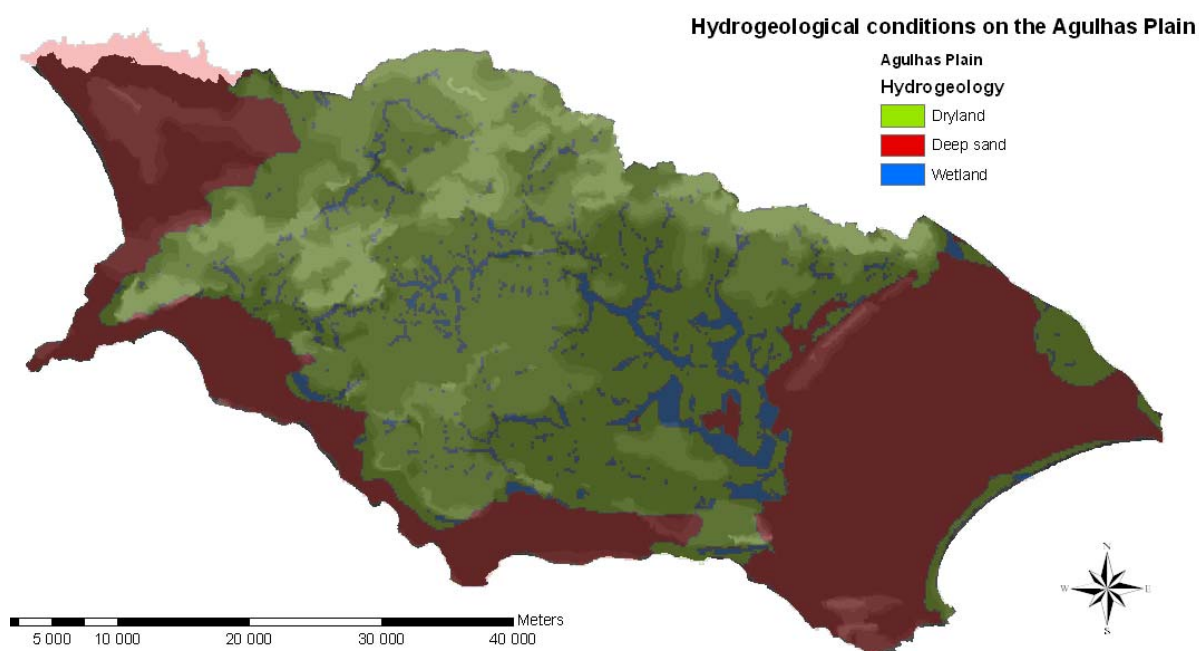 Hydrogeological conditions on the Agulhas Plain
Agulhas Plain
Hydrogeology
Dryland
Deep sand
Wetland
N
W E
S
Meters
5 000 10 000 20 000 30 000 40 000